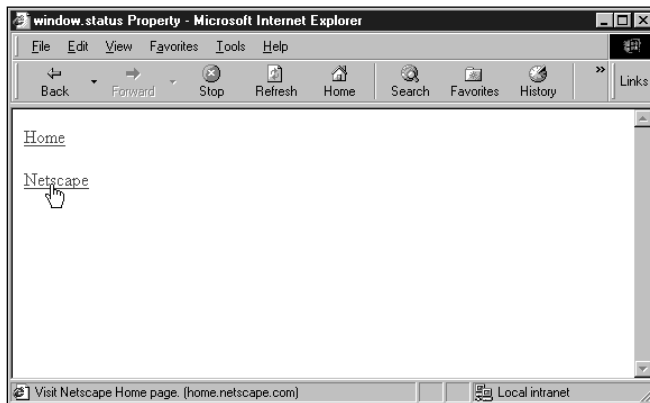 window.status Property - Microsoft Internet Explorer
File Edit View Favorites Tools Help
Back Forward Stop Refresh Home Search Favorites History » Links
Home
Netscape
Visit Netscape Home page. (home.netscape.com) Local intranet